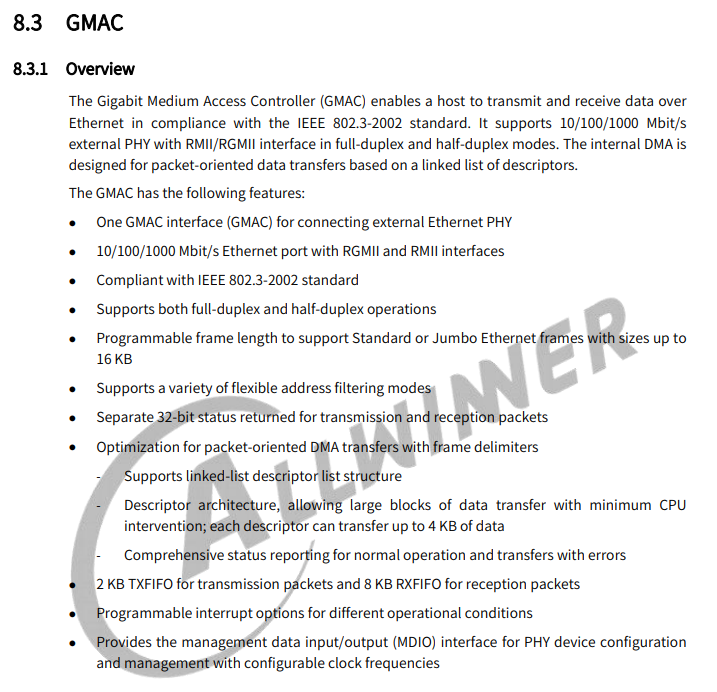 8.3 GMAC
8.3.1 Overview
The Gigabit Medium Access Controller (GMAC) enables a host to transmit and receive data over
Ethernet in compliance with the IEEE 802.3-2002 standard. It supports 10/100/1000 Mbit/s
external PHY with RMII/RGMII interface in full-duplex and half-duplex modes. The internal DMA is
designed for packet-oriented data transfers based on a linked list of descriptors.
The GMAC has the following features:
● One GMAC interface (GMAC) for connecting external Ethernet PHY
● 10/100/1000 Mbit/s Ethernet port with RGMII and RMII interfaces
● Compliant with IEEE 802.3-2002 standard
● Supports both full-duplex and half-duplex operations
● Programmable frame length to support Standard or Jumbo Ethernet frames with sizes up to
16 KB
● Supports a variety of flexible address filtering modes
● Separate 32-bit status returned for transmission and reception packets
● Optimization for packet-oriented DMA transfers with frame delimiters
- Supports linked-list descriptor list structure
- Descriptor architecture, allowing large blocks of data transfer with minimum CPU
intervention; each descriptor can transfer up to 4 KB of data
- Comprehensive status reporting for normal operation and transfers with errors
● 2 KB TXFIFO for transmission packets and 8 KB RXFIFO for reception packets
● Programmable interrupt options for different operational conditions
● Provides the management data input/output (MDIO) interface for PHY device configuration
and management with configurable clock frequencies
ALLWINNER